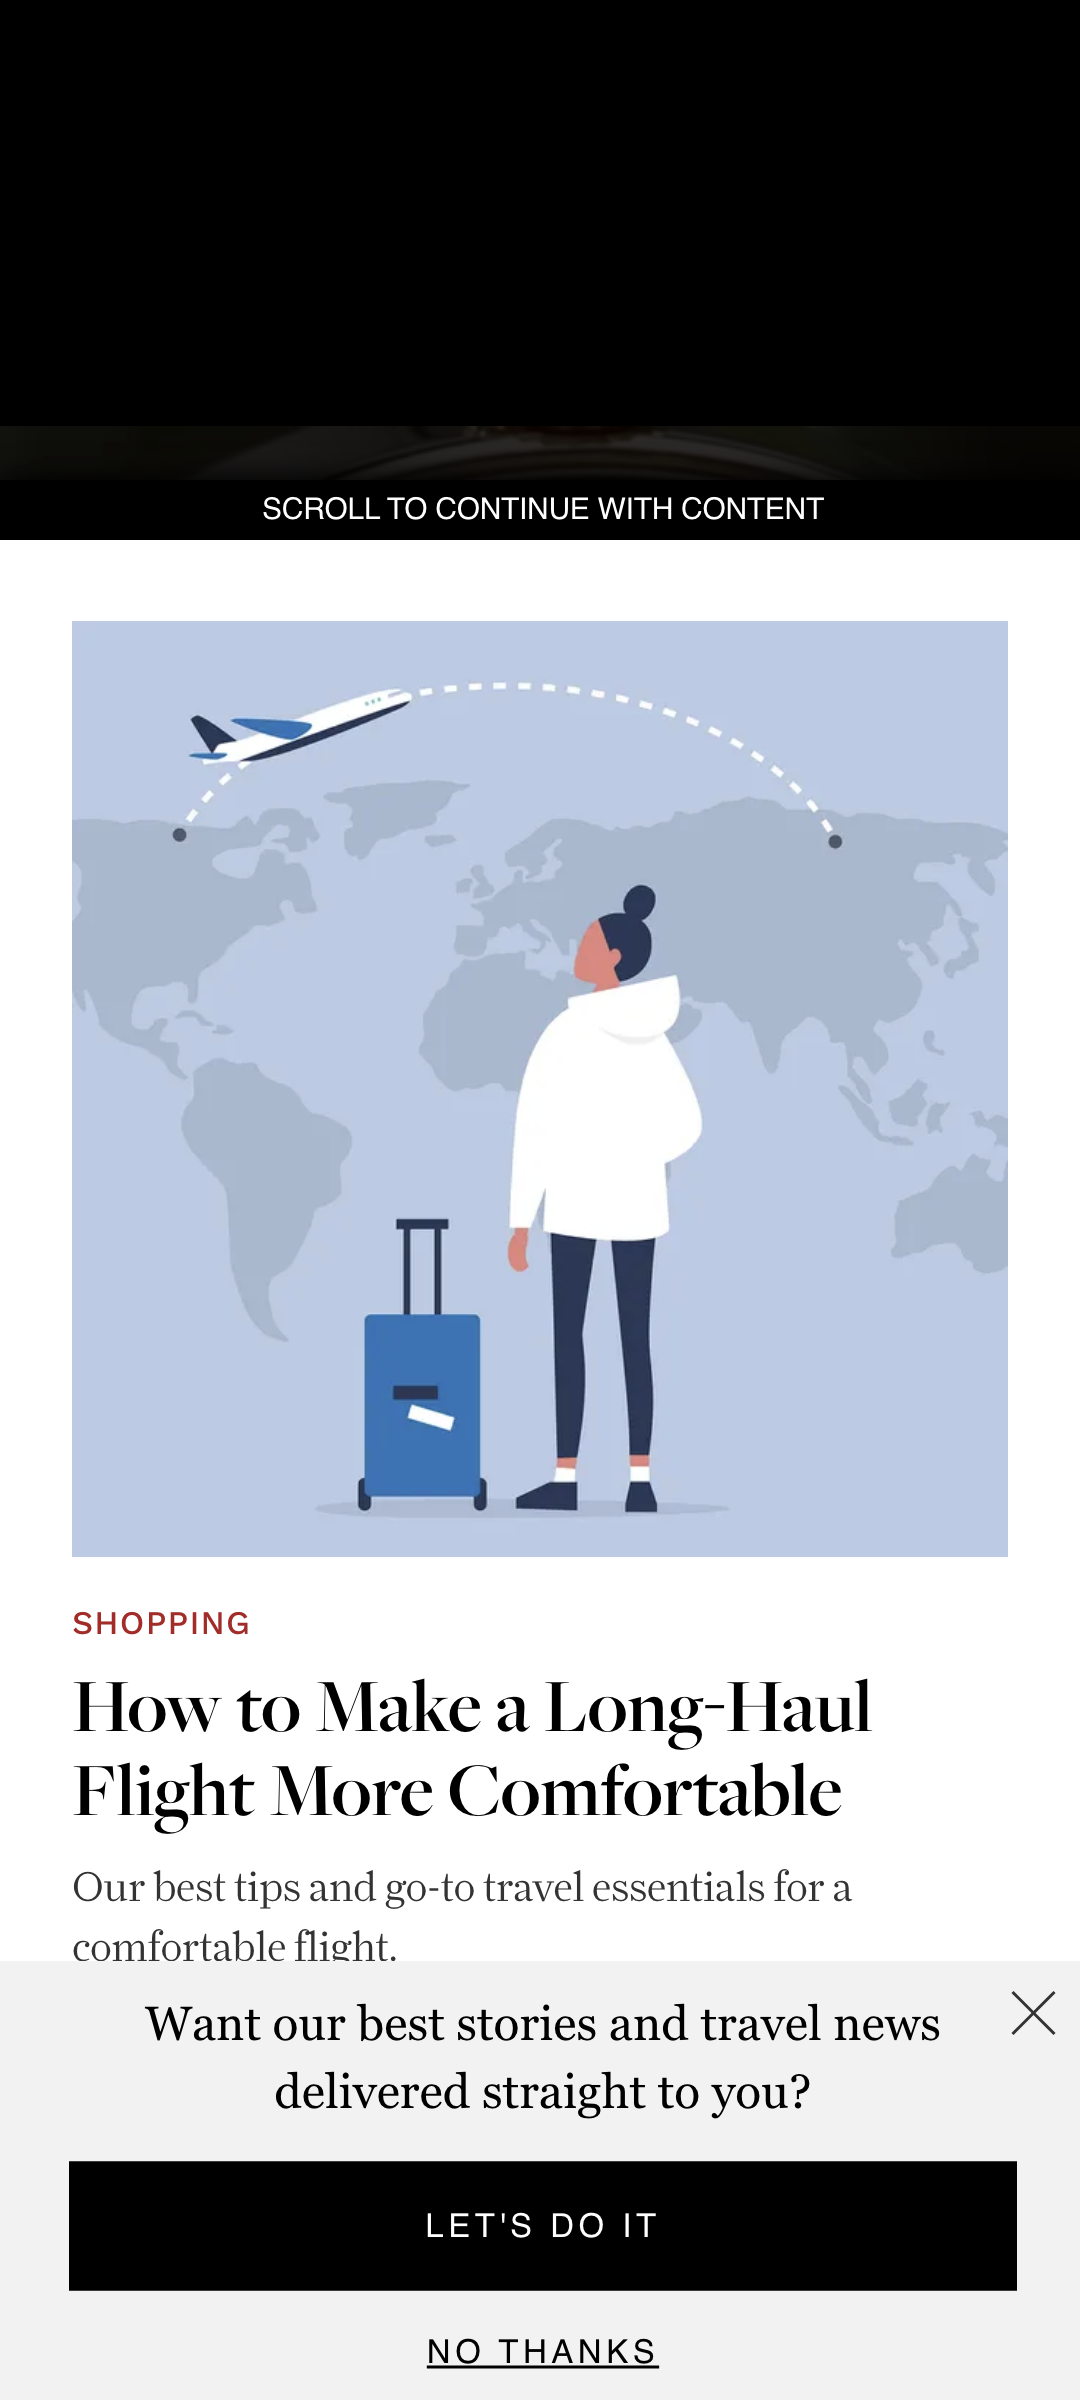 SCROLL TO CONTINUE WITH CONTENT
SHOPPING
How to Make a Long-Haul
Flight More Comfortable
Our best tips and go-to travel essentials for a
comfortable flight.
Want our best stories and travel news
delivered straight to you?
LET'S DO IT
NO THANKS